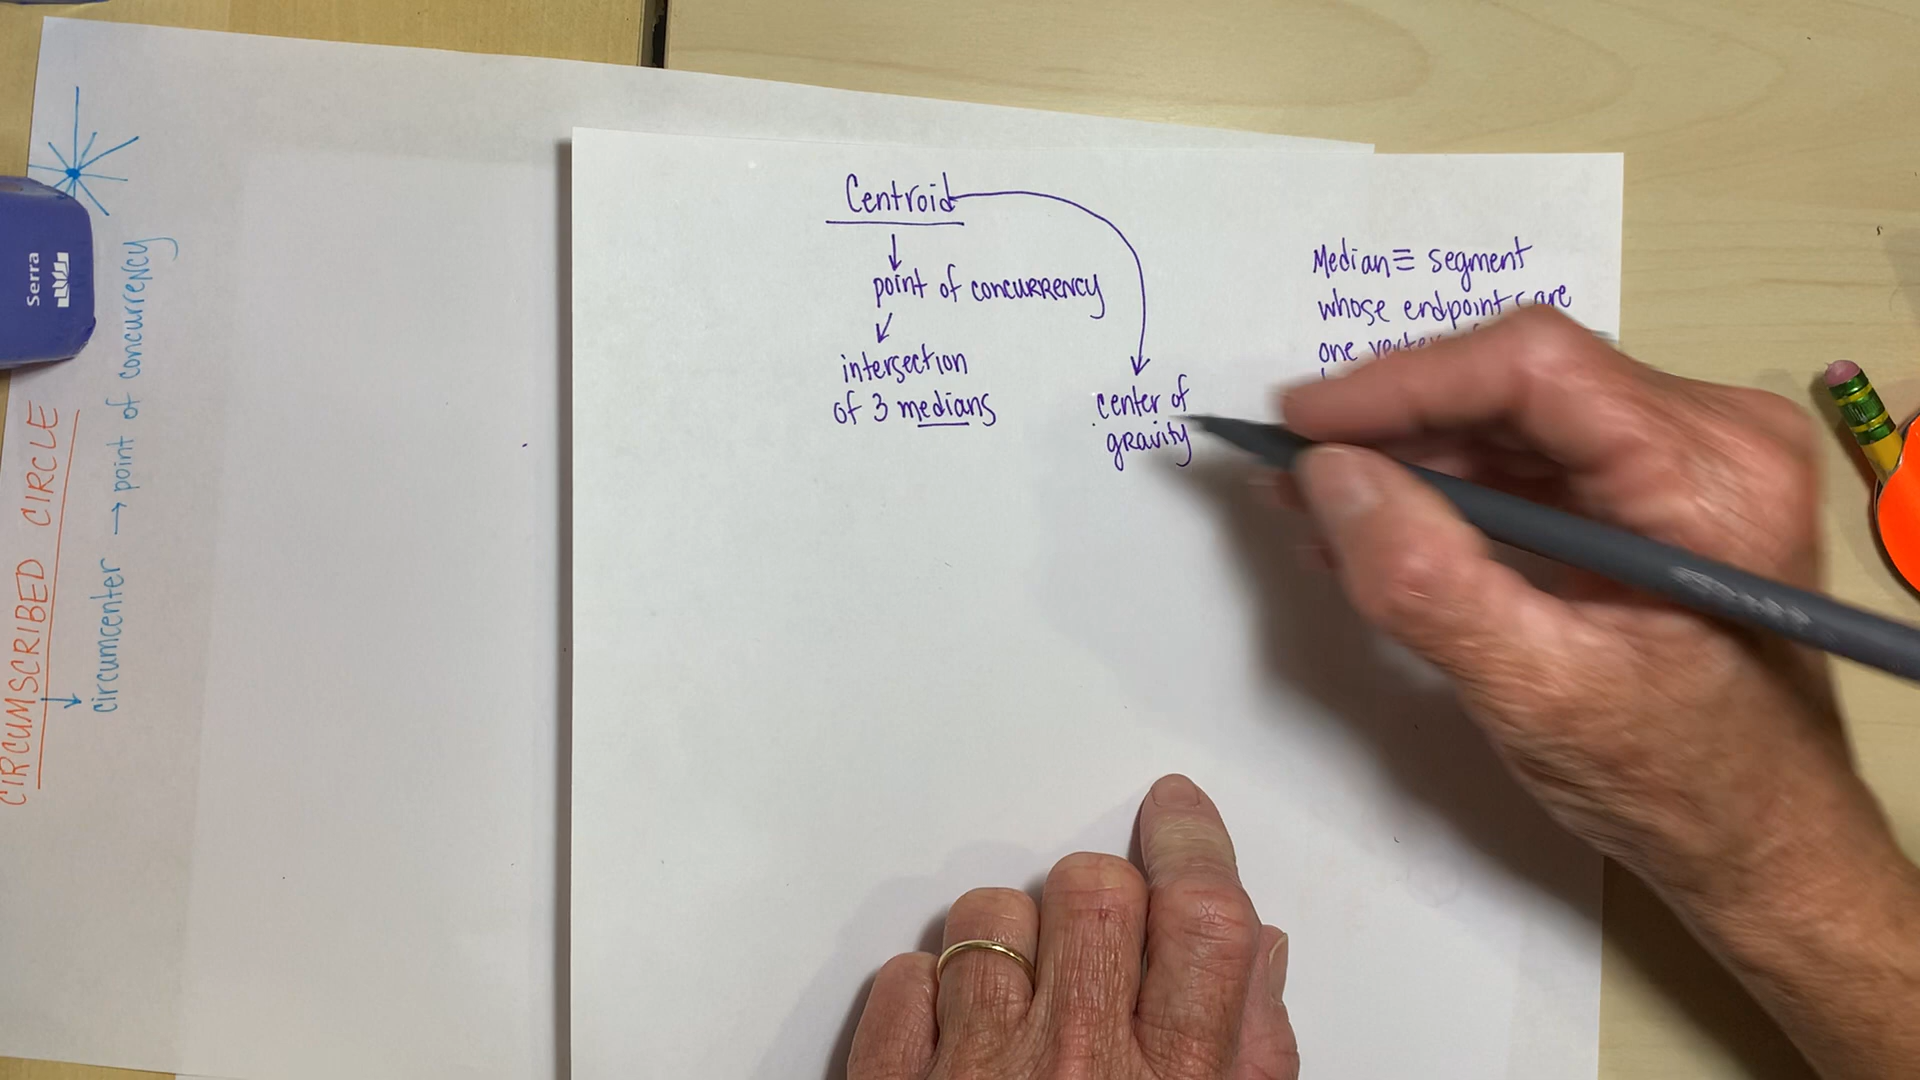 Centroid
point of concurrency
intersection
of 3 medians
center of
gravity
Median ≡ segment
whose endpoints are
one vertex
CIRCUMSCRIBED CIRCLE
circumcenter → point of concurrency
Serra